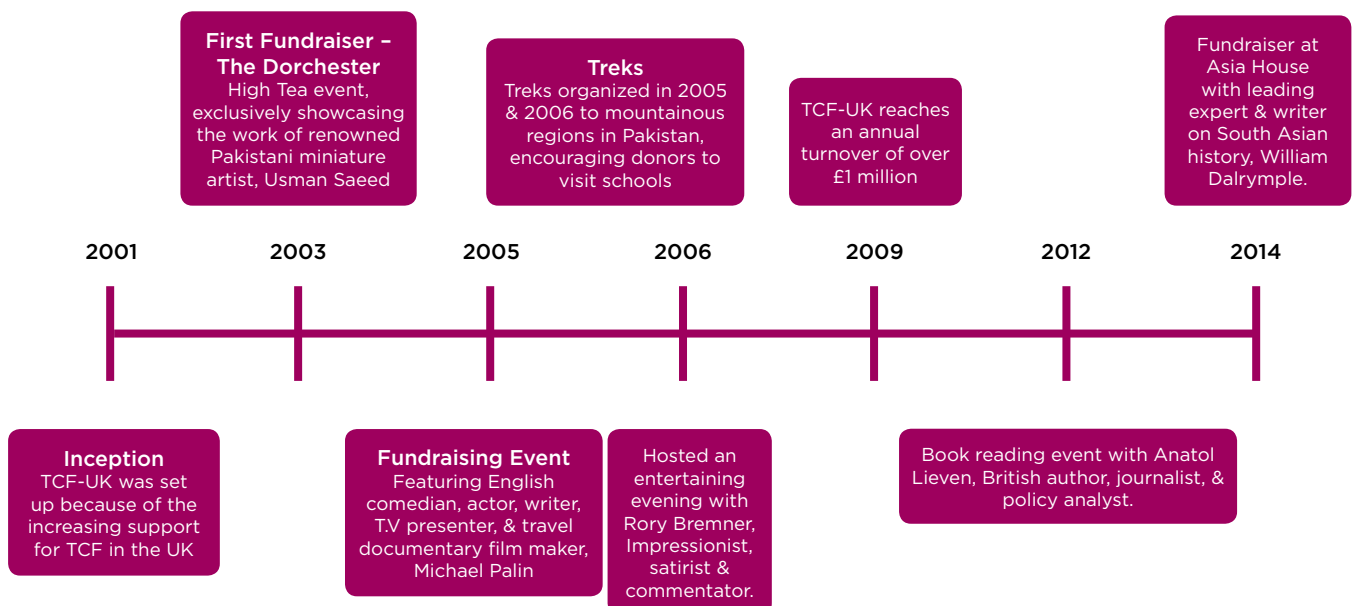 First Fundraiser –
The Dorchester
High Tea event,
exclusively showcasing
the work of renowned
Pakistani miniature
artist, Usman Saeed
Treks
Treks organized in 2005
& 2006 to mountainous
regions in Pakistan,
encouraging donors to
visit schools
TCF-UK reaches
an annual
turnover of over
£1 million
Fundraiser at
Asia House
with leading
expert & writer
on South Asian
history, William
Dalrymple.
2001
2003
2005
2006
2009
2012
2014
Inception
TCF-UK was set
up because of the
increasing support
for TCF in the UK
Fundraising Event
Featuring English
comedian, actor, writer,
T.V presenter, & travel
documentary film maker,
Michael Palin
Hosted an
entertaining
evening with
Rory Bremner,
Impressionist,
satirist &
commentator.
Book reading event with Anatol
Lieven, British author, journalist, &
policy analyst.